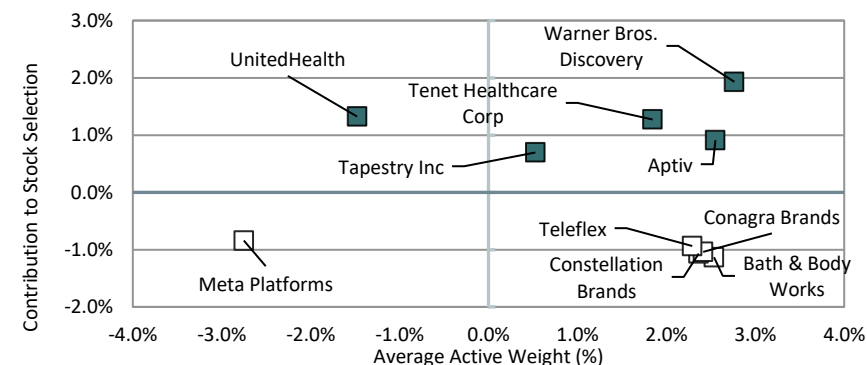 Contribution to Stock Selection
3.0%
2.0%
1.0%
0.0%
-1.0%
-2.0%
UnitedHealth
Warner Bros.
Discovery
Tenet Healthcare
Corp
Tapestry Inc
Aptiv
Teleflex
Conagra Brands
Meta Platforms
Constellation
Brands
Bath & Body
Works
-4.0%
-3.0%
-2.0%
-1.0%
0.0%
1.0%
2.0%
3.0%
4.0%
Average Active Weight (%)